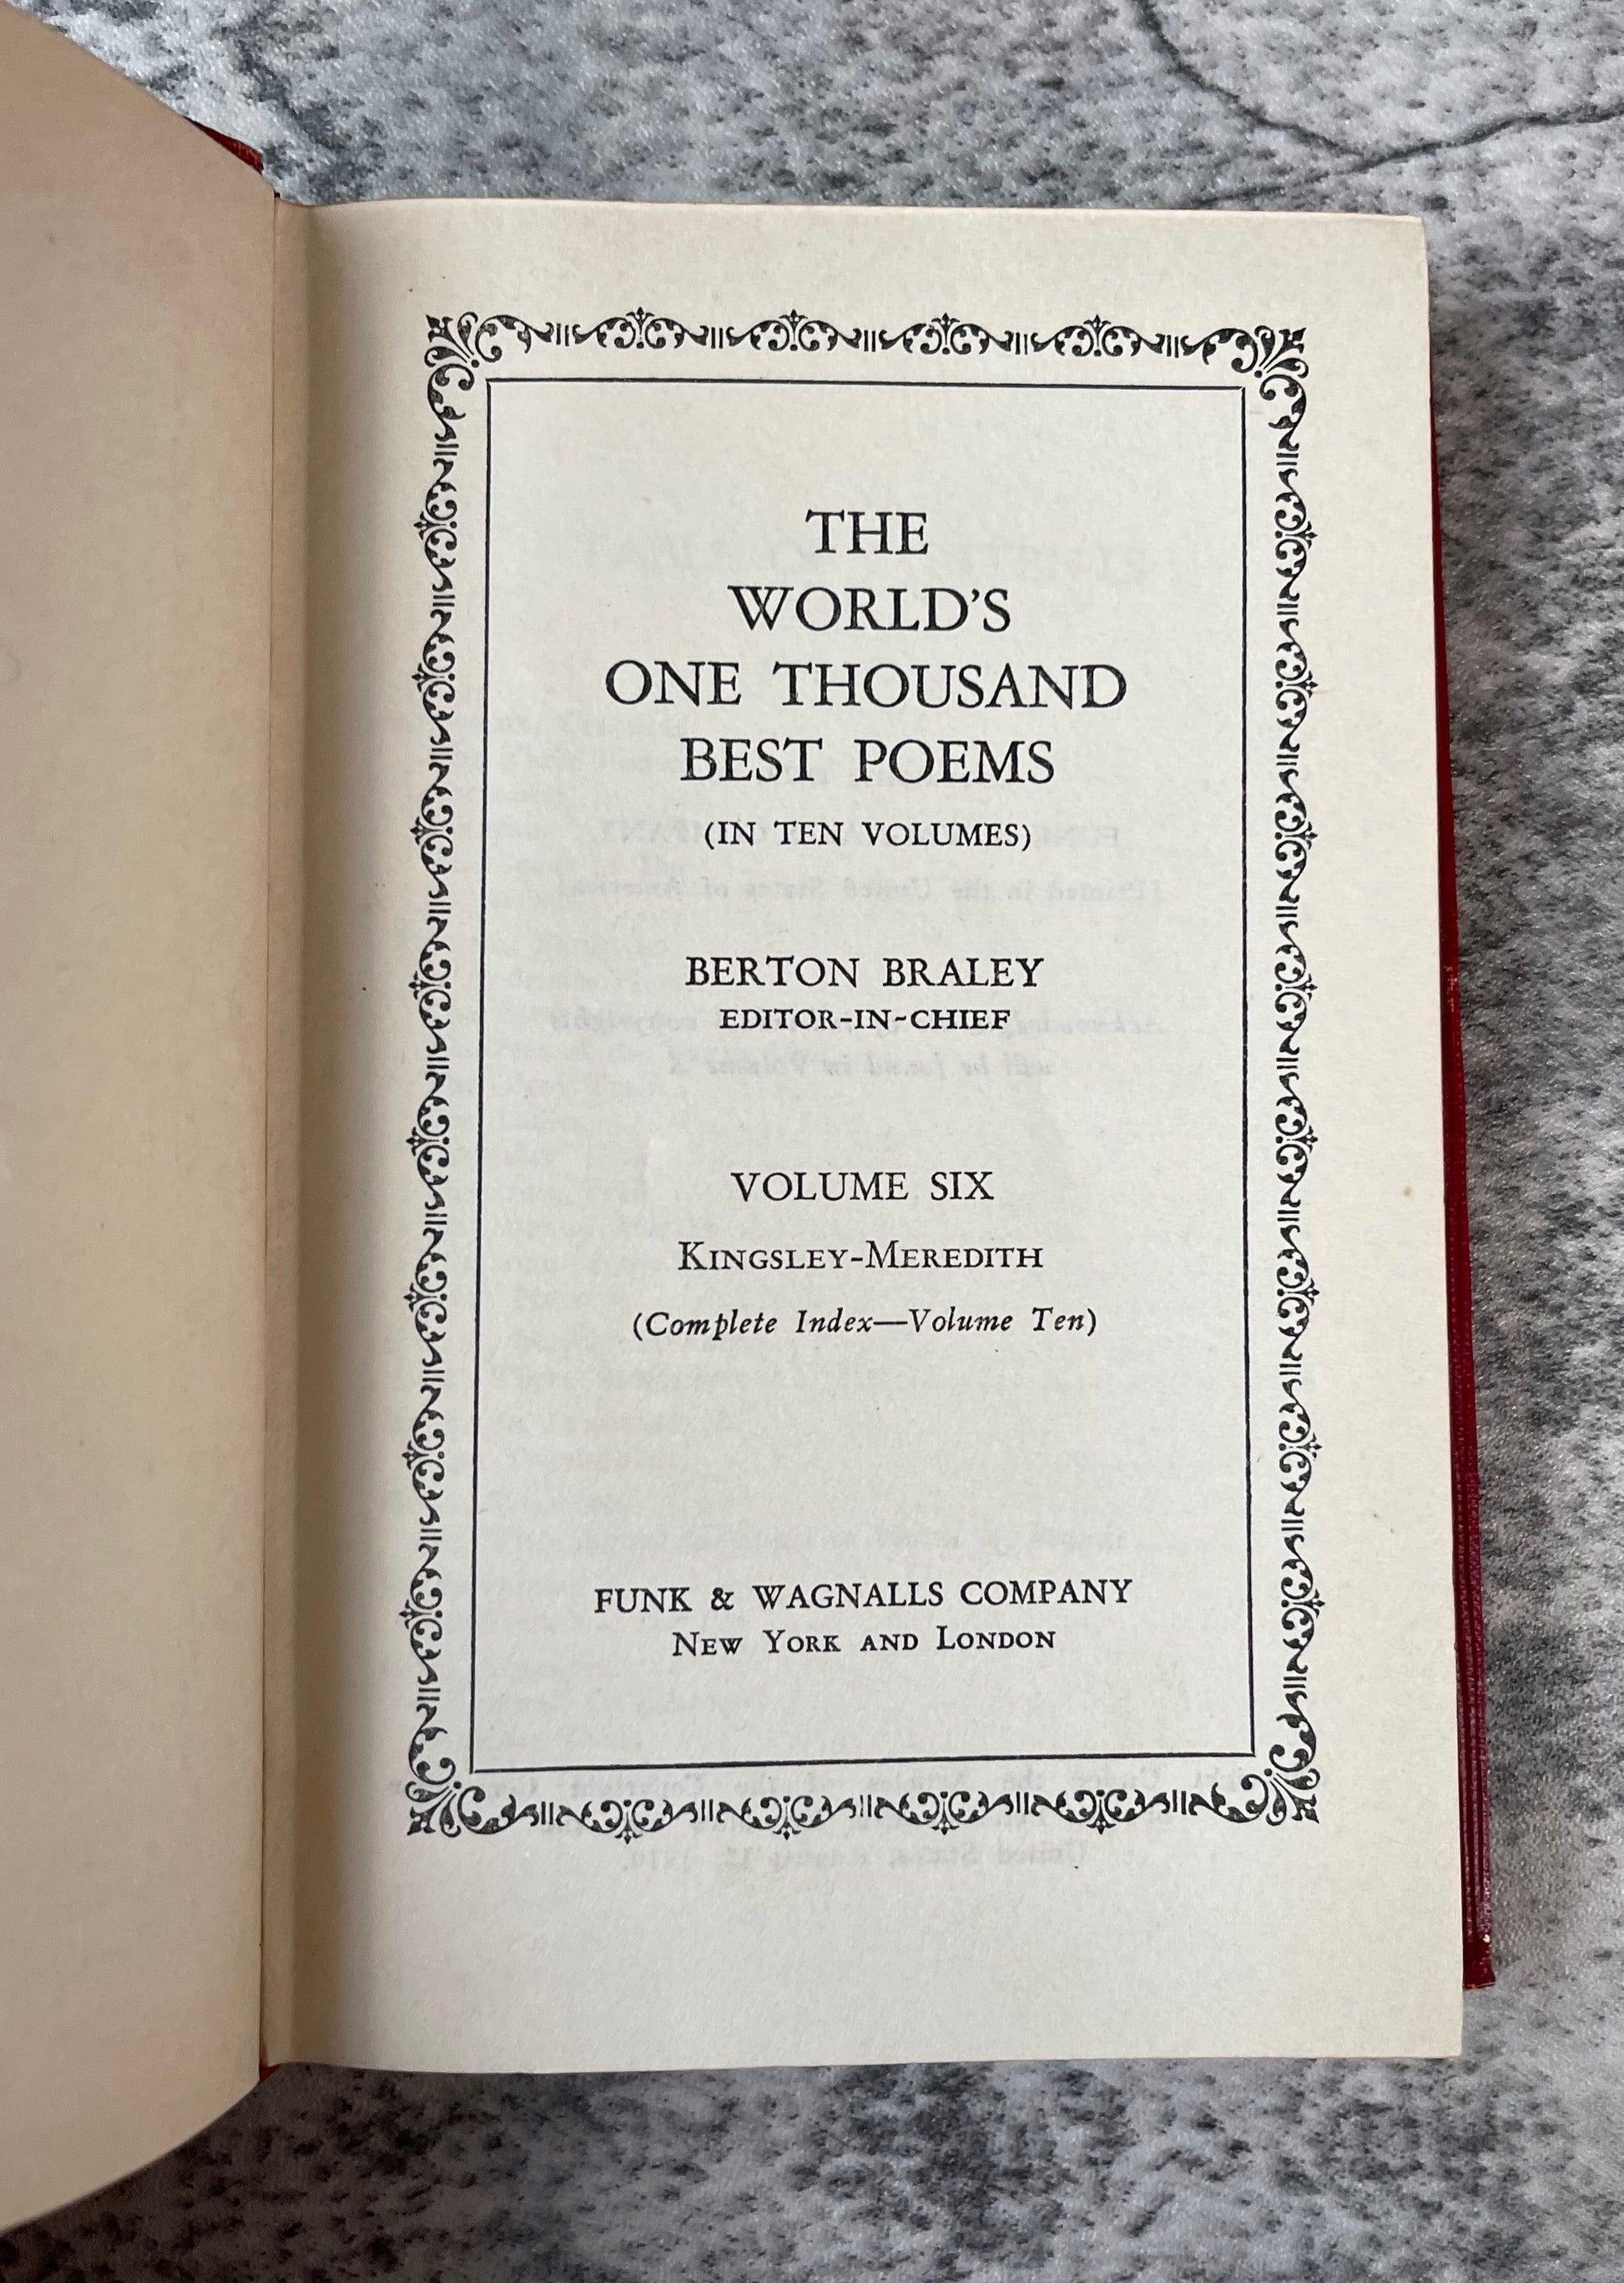 THE
WORLD'S
ONE THOUSAND
BEST POEMS
(IN TEN VOLUMES)
BERTON BRALEY
EDITOR-IN-CHIEF
VOLUME SIX
KINGSLEY-MEREDITH
(Complete Index—Volume Ten)
FUNK & WAGNALLS COMPANY
NEW YORK AND LONDON